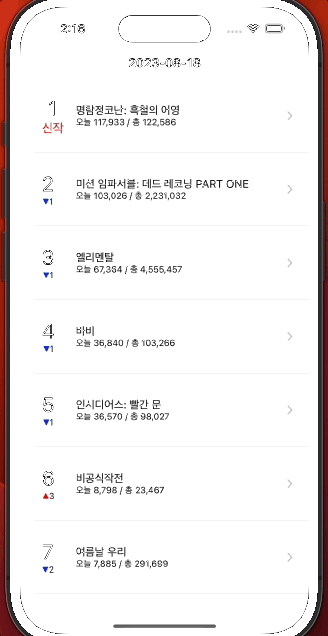 2:18
2023-08-18
1
명탐정코난: 흑철의 어영
신작
오늘 117,933 / 총 122,586
2
미션 임파서블: 데드 레코닝 PART ONE
▼1
오늘 103,026 / 총 2,231,032
3
엘리멘탈
▼1
오늘 67,364 / 총 4,555,457
4
바비
▼1
오늘 36,840 / 총 103,266
5
인시디어스: 빨간 문
▼1
오늘 36,570 / 총 98,027
6
비공식작전
▲3
오늘 8,798 / 총 23,467
7
여름날 우리
▼2
오늘 7,885 / 총 291,699